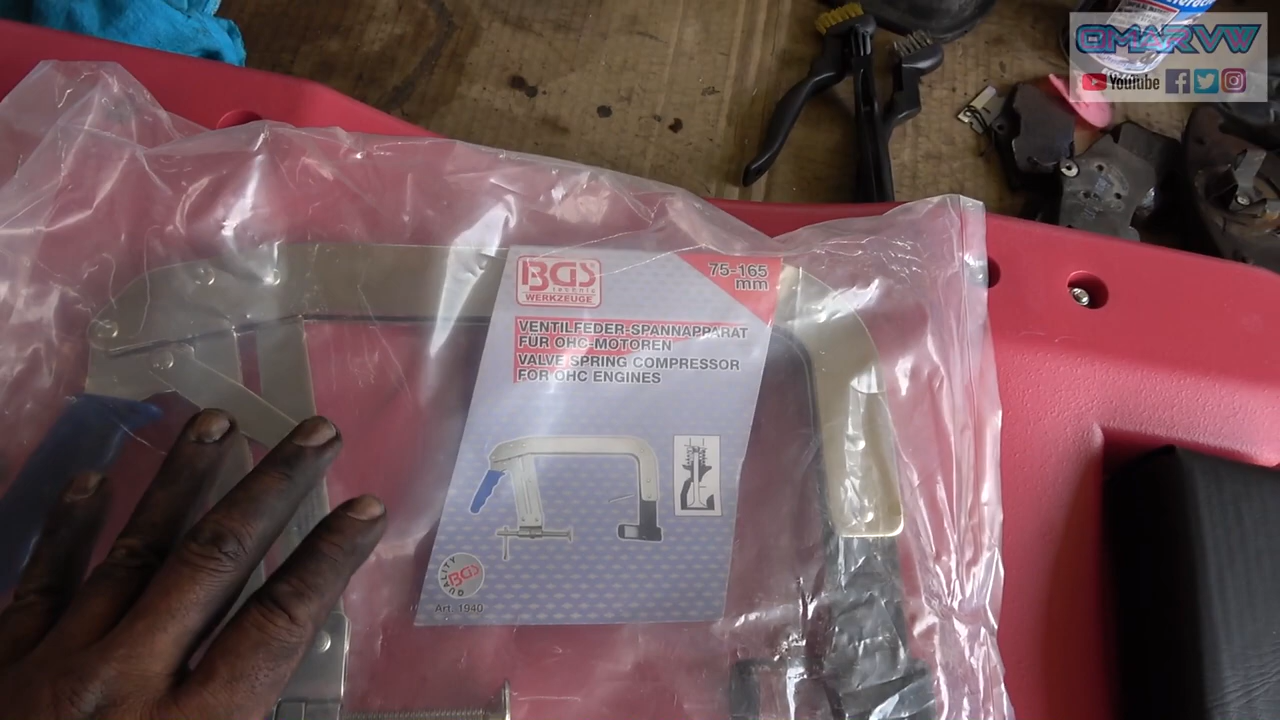 OMARVW
YouTube
BGS
technic
WERKZEUGE
75-165
mm
VENTILFEDER-SPANNAPPARAT
FÜR OHC-MOTOREN
VALVE SPRING COMPRESSOR
FOR OHC ENGINES
QUALITY
BGS
Art. 1940